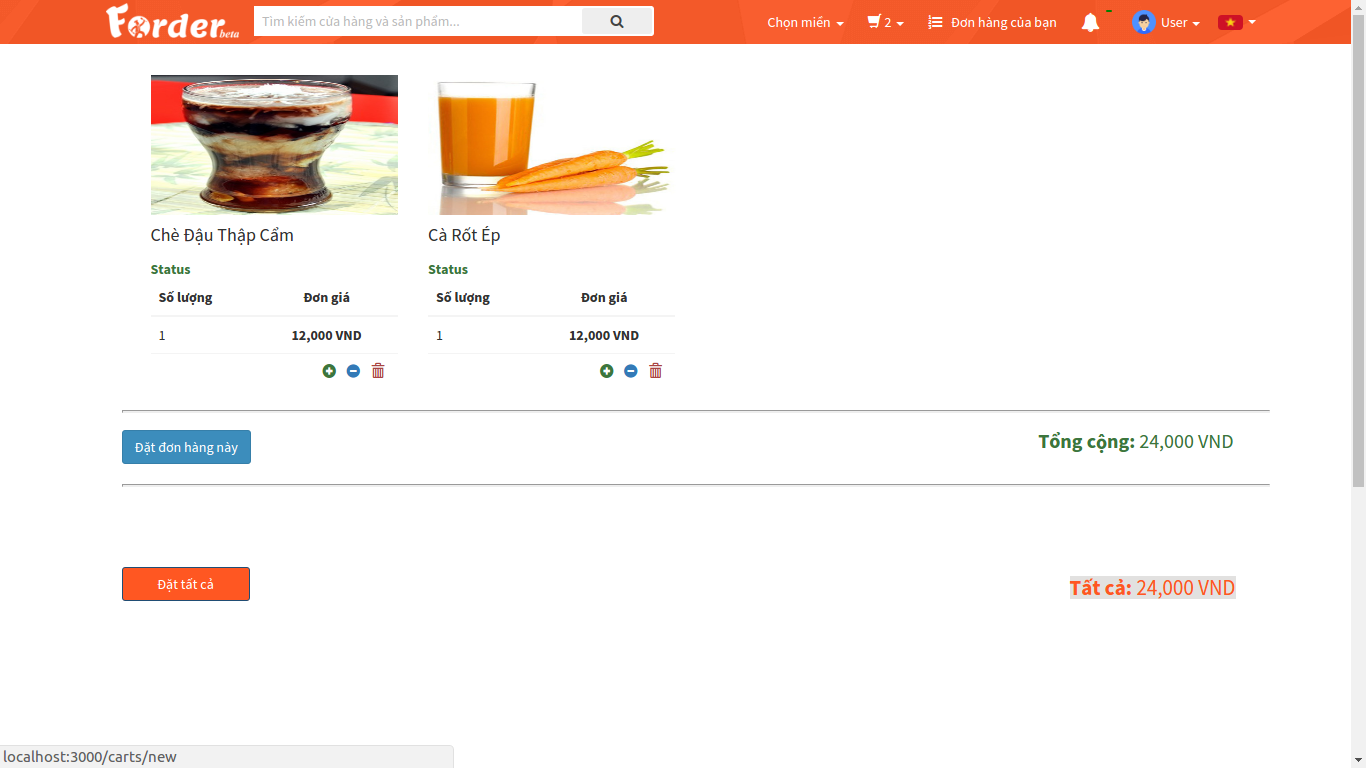 Forder beta
Tìm kiếm cửa hàng và sản phẩm...
Chọn miền
2
Đơn hàng của bạn
User
Chè Đậu Thập Cẩm
Status
Số lượng Đơn giá
1 12,000 VND
Cà Rốt Ép
Status
Số lượng Đơn giá
1 12,000 VND
Đặt đơn hàng này
Tổng cộng: 24,000 VND
Đặt tất cả
Tất cả: 24,000 VND
localhost:3000/carts/new